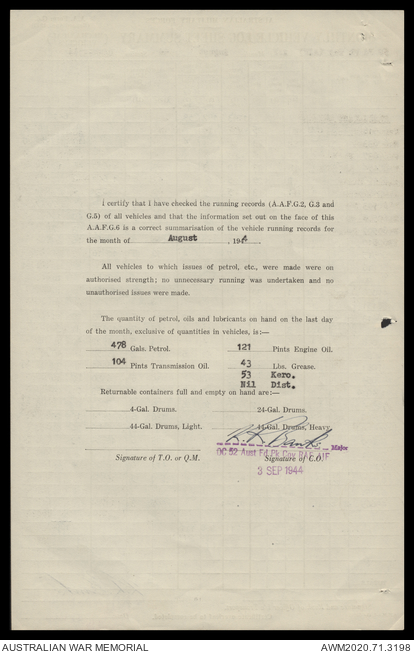 I certify that I have checked the running records (A.A.F.G.2, G.3 and
G.5) of all vehicles and that the information set out on the face of this
A.A.F.G.6 is a correct summarisation of the vehicle running records for
the month of August, 194 4
All vehicles to which issues of petrol, etc., were made were on
authorised strength; no unnecessary running was undertaken and no
unauthorised issues were made.
The quantity of petrol, oils and lubricants on hand on the last day
of the month, exclusive of quantities in vehicles, is:—
478 Gals. Petrol. 121 Pints Engine Oil.
104 Pints Transmission Oil. 43 Lbs. Grease.
53 Kero.
Nil Dist.
Returnable containers full and empty on hand are:—
4-Gal. Drums. 24-Gal. Drums.
44-Gal. Drums, Light. 44-Gal. Drums, Heavy.
Major
OC 52 Aust Fd Pk Coy RAE AIF
Signature of T.O. or Q.M. Signature of C.O.
3 SEP 1944
AUSTRALIAN WAR MEMORIAL AWM2020.71.3198